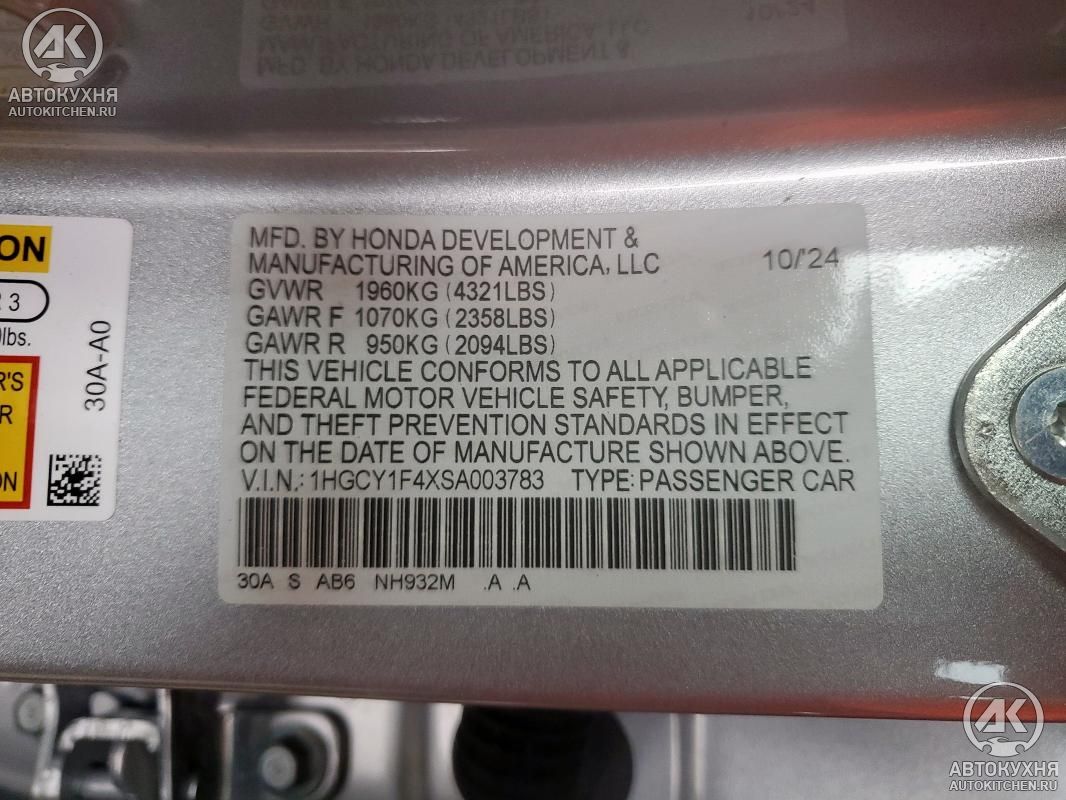 АВТОКУХНЯ
AUTOKITCHEN.RU
MFD. BY HONDA DEVELOPMENT &
MANUFACTURING OF AMERICA, LLC 10/'24
GVWR 1960KG (4321LBS)
GAWR F 1070KG (2358LBS)
GAWR R 950KG (2094LBS)
THIS VEHICLE CONFORMS TO ALL APPLICABLE
FEDERAL MOTOR VEHICLE SAFETY, BUMPER,
AND THEFT PREVENTION STANDARDS IN EFFECT
ON THE DATE OF MANUFACTURE SHOWN ABOVE.
V.I.N.: 1HGCY1F4XSA003783 TYPE: PASSENGER CAR
30A S AB6 NH932M .A .A
ON
3
lbs.
30A-A0
R'S
R
ON
АВТОКУХНЯ
AUTOKITCHEN.RU